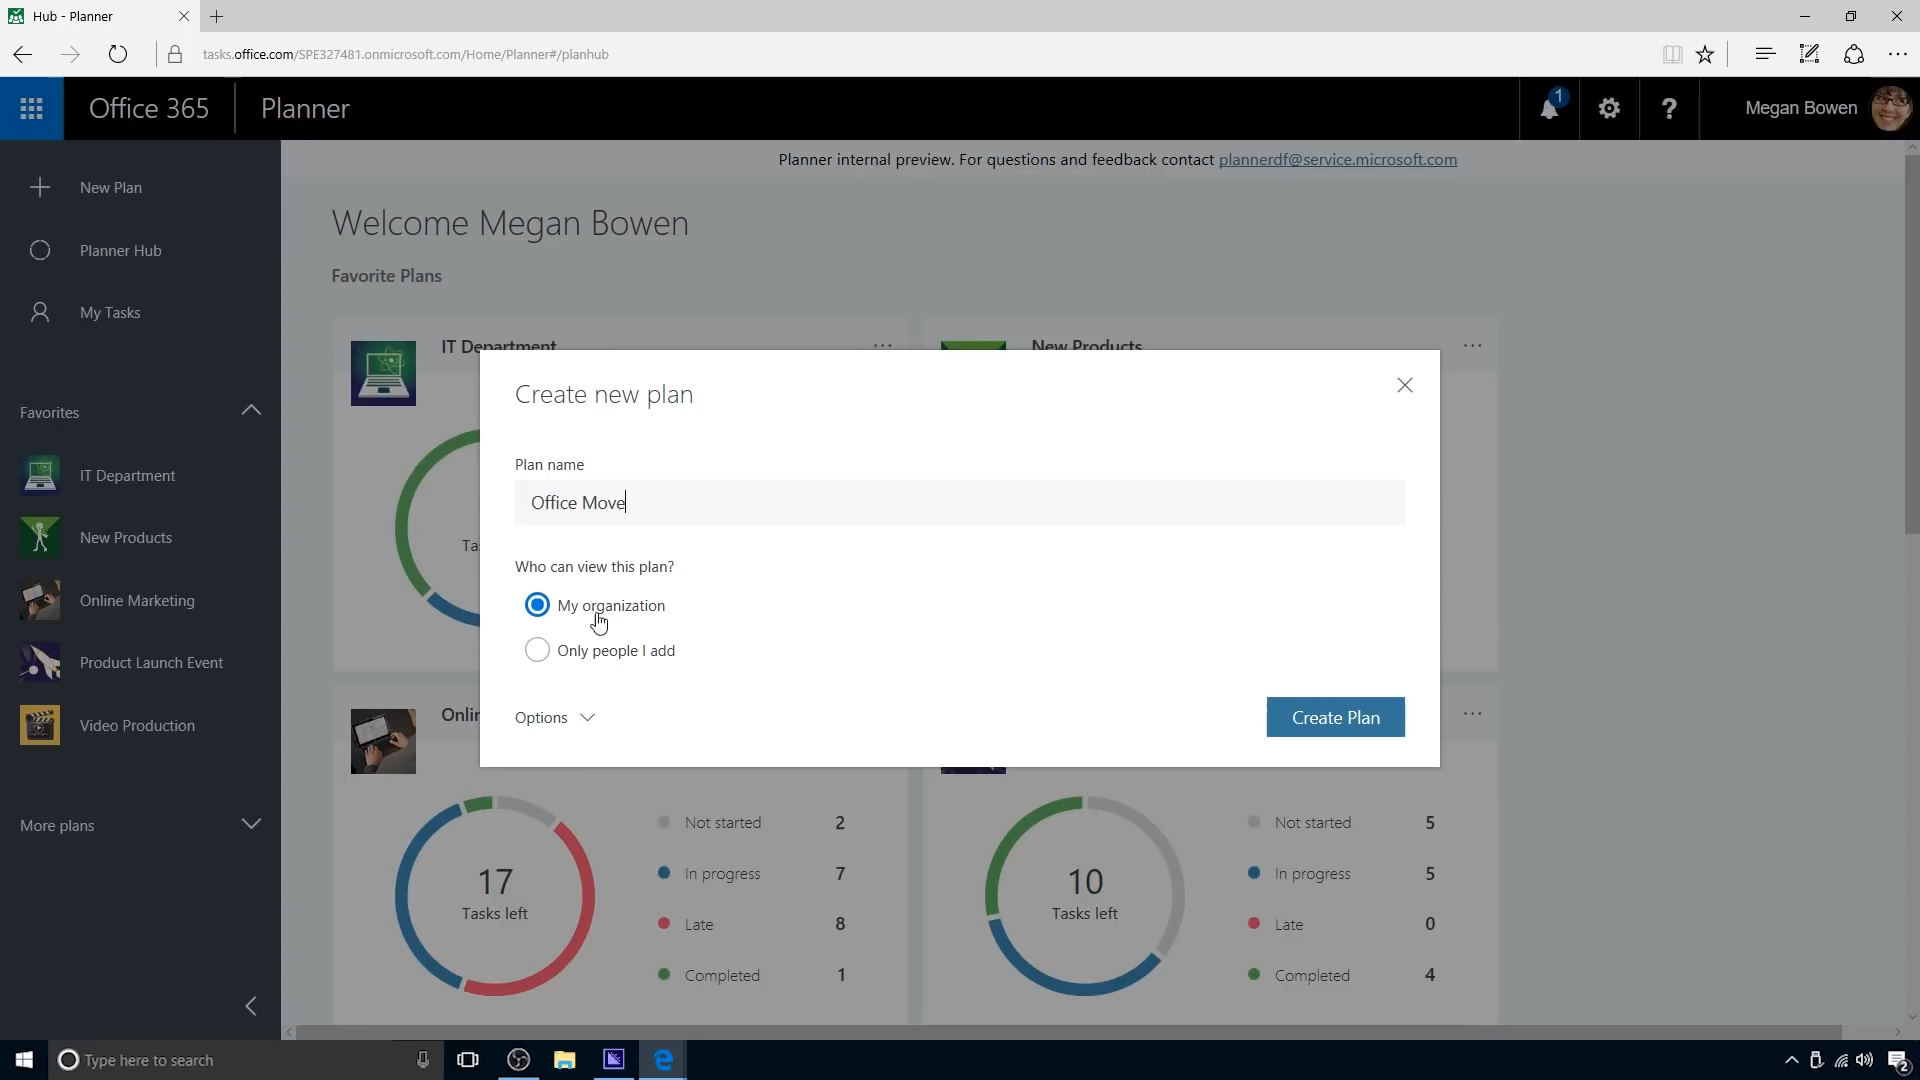 Hub - Planner
tasks.office.com/SPE327481.onmicrosoft.com/Home/Planner#/planhub
Office 365
Planner
1
?
Megan Bowen
Planner internal preview. For questions and feedback contact plannerdf@service.microsoft.com
New Plan
Planner Hub
My Tasks
Favorites
IT Department
New Products
Online Marketing
Product Launch Event
Video Production
More plans
Welcome Megan Bowen
Favorite Plans
IT Department
...
New Products
...
Create new plan
Plan name
Office Move
Who can view this plan?
My organization
Only people I add
Options
Create Plan
...
17
Tasks left
Not started 2
In progress 7
Late 8
Completed 1
10
Tasks left
Not started 5
In progress 5
Late 0
Completed 4
Type here to search
2